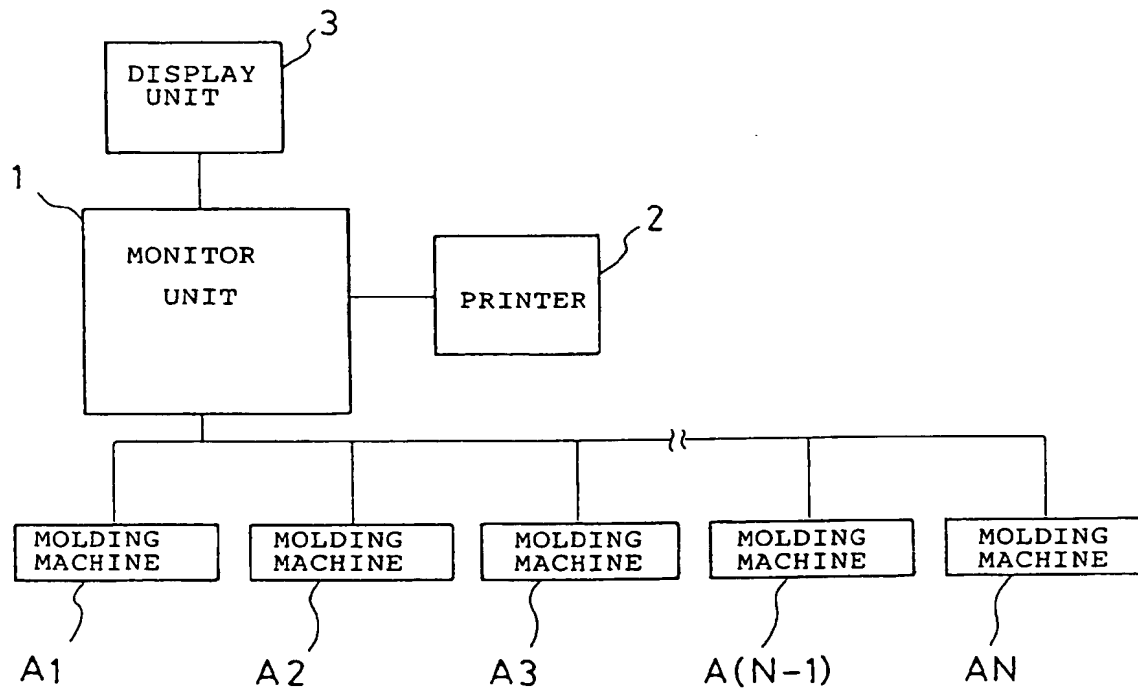 3
DISPLAY
UNIT
1
MONITOR
UNIT
2
PRINTER
MOLDING
MACHINE
MOLDING
MACHINE
MOLDING
MACHINE
MOLDING
MACHINE
MOLDING
MACHINE
A1
A2
A3
A(N-1)
AN